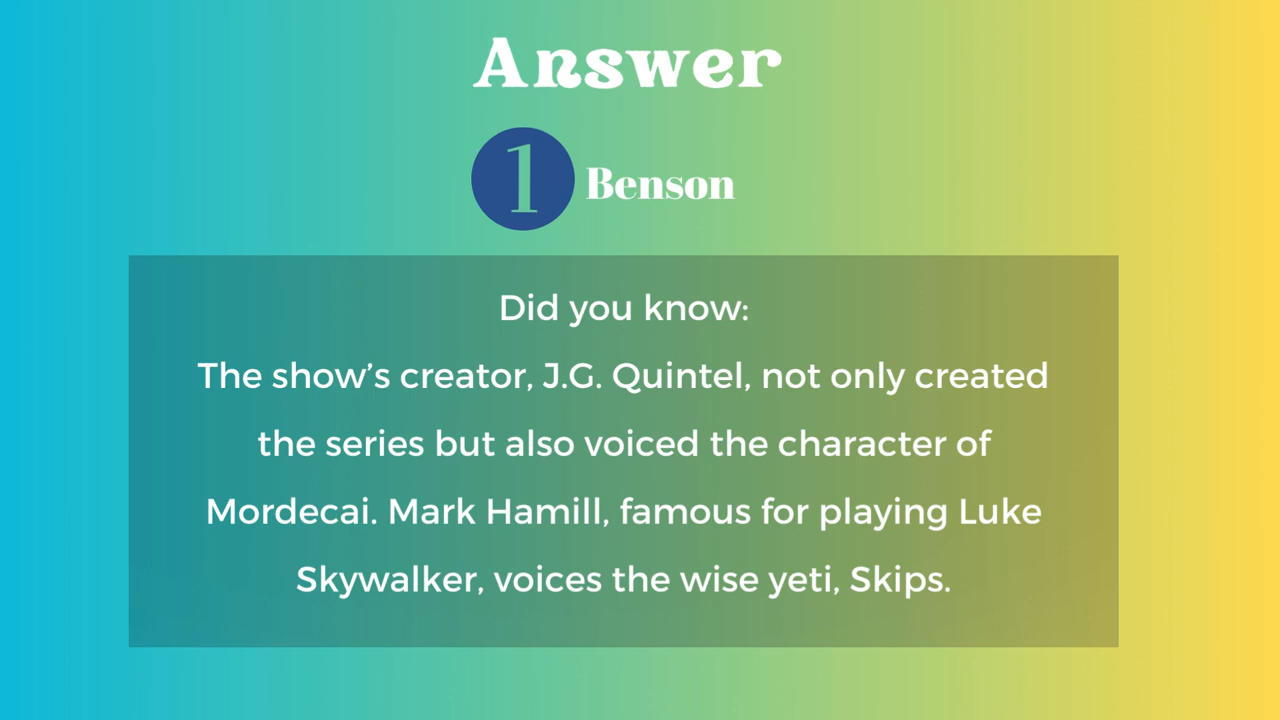 Answer
1 Benson
Did you know:
The show’s creator, J.G. Quintel, not only created
the series but also voiced the character of
Mordecai. Mark Hamill, famous for playing Luke
Skywalker, voices the wise yeti, Skips.